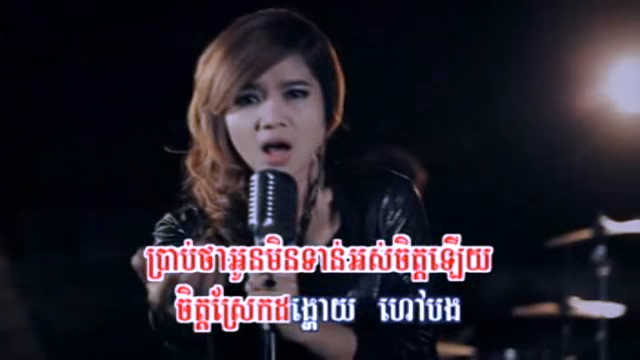 ប្រាប់ថាអូនមិនទាន់អស់ចិត្តឡើយ
ចិត្តស្រែកដង្ហោយ ហៅបង